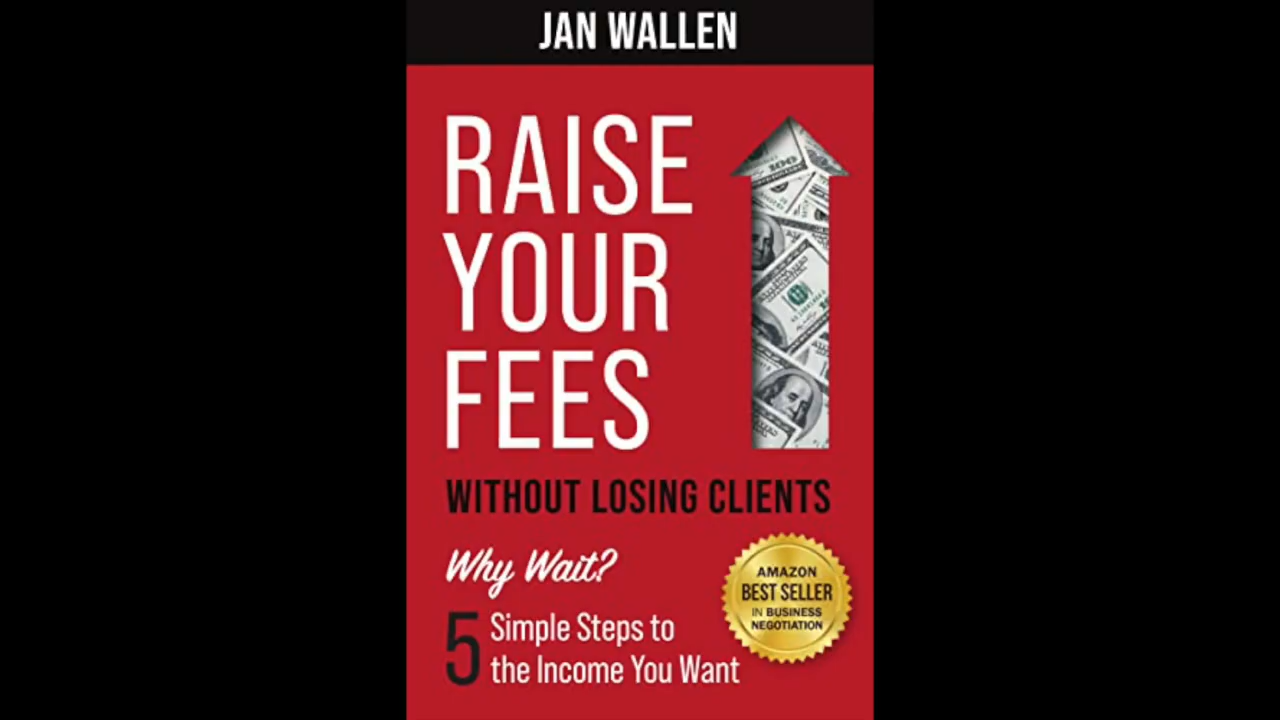 JAN WALLEN
RAISE
YOUR
FEES
WITHOUT LOSING CLIENTS
Why Wait?
5 Simple Steps to
the Income You Want
AMAZON
BEST SELLER
IN BUSINESS
NEGOTIATION
100